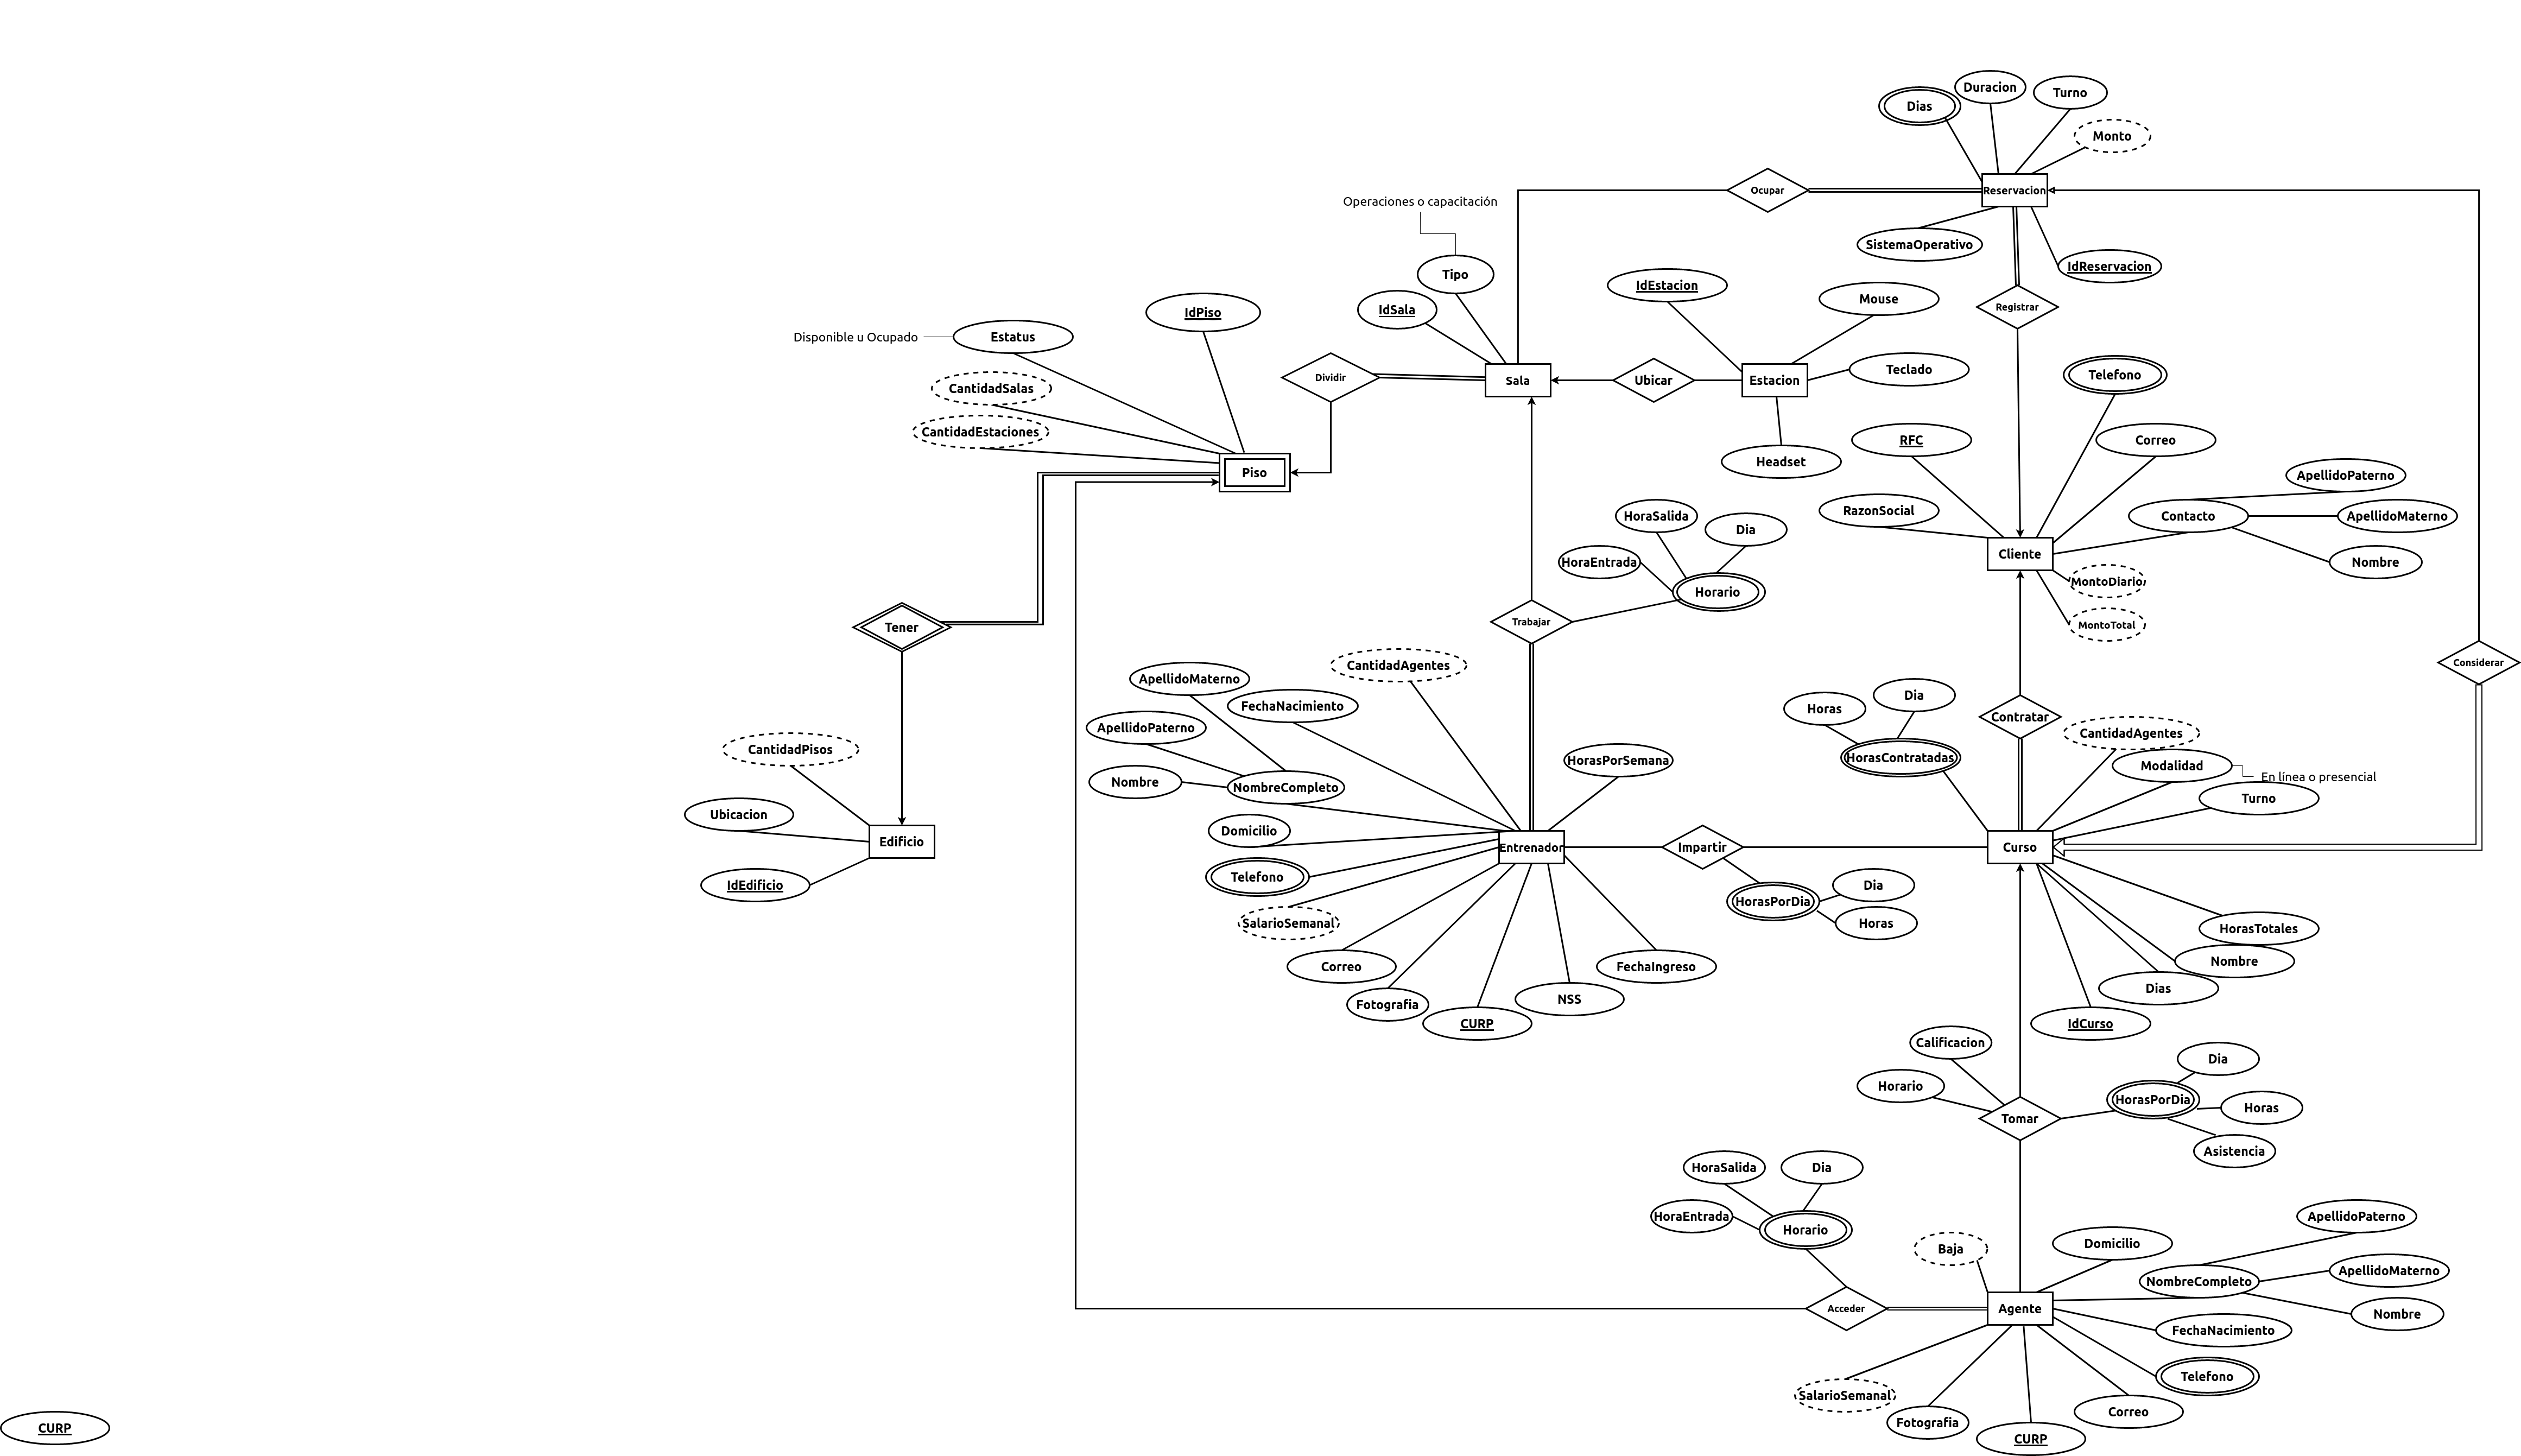 Duracion
Turno
Dias
Monto
Ocupar
Reservacion
Operaciones o capacitación
SistemaOperativo
IdReservacion
Tipo
IdEstacion
Mouse
Registrar
IdSala
IdPiso
Disponible u Ocupado
Estatus
Teclado
Telefono
Dividir
Sala
Ubicar
Estacion
CantidadSalas
CantidadEstaciones
RFC
Correo
Headset
Piso
ApellidoPaterno
RazonSocial
Contacto
ApellidoMaterno
HoraSalida
Dia
Cliente
Nombre
HoraEntrada
Horario
MontoDiario
MontoTotal
Trabajar
Tener
Considerar
CantidadAgentes
ApellidoMaterno
FechaNacimiento
Dia
Horas
Contratar
ApellidoPaterno
CantidadAgentes
CantidadPisos
HorasPorSemana
HorasContratadas
Modalidad
En línea o presencial
Nombre
NombreCompleto
Turno
Ubicacion
Domicilio
Edificio
Entrenador
Impartir
Curso
Telefono
Dia
IdEdificio
HorasPorDia
SalarioSemanal
Horas
HorasTotales
Correo
FechaIngreso
Nombre
Dias
Fotografia
NSS
CURP
IdCurso
Calificacion
Dia
Horario
HorasPorDia
Horas
Tomar
Asistencia
HoraSalida
Dia
HoraEntrada
Horario
ApellidoPaterno
Baja
Domicilio
NombreCompleto
ApellidoMaterno
Acceder
Agente
Nombre
FechaNacimiento
Telefono
SalarioSemanal
Correo
Fotografia
CURP
CURP